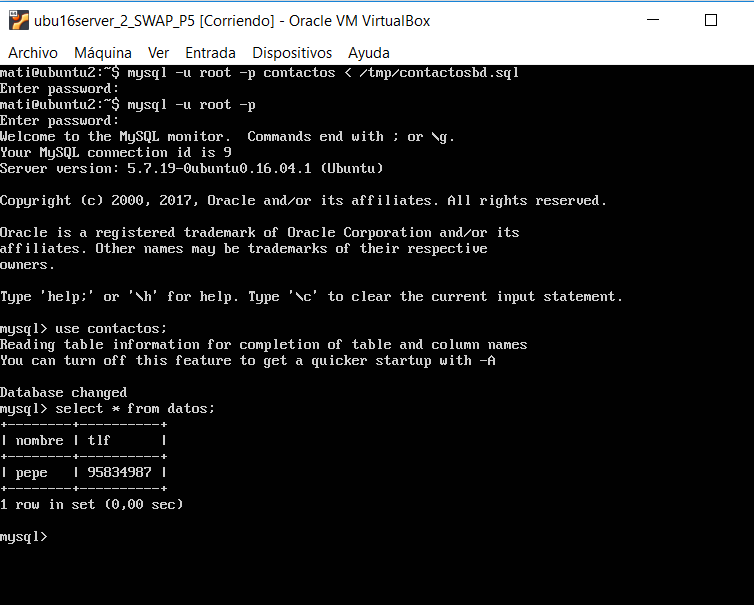 ubu16server_2_SWAP_P5 [Corriendo] - Oracle VM VirtualBox
Archivo Máquina Ver Entrada Dispositivos Ayuda
mati@ubuntu2:~$ mysql -u root -p contactos < /tmp/contactosbd.sql
Enter password:
mati@ubuntu2:~$ mysql -u root -p
Enter password:
Welcome to the MySQL monitor.  Commands end with ; or \g.
Your MySQL connection id is 9
Server version: 5.7.19-0ubuntu0.16.04.1 (Ubuntu)
Copyright (c) 2000, 2017, Oracle and/or its affiliates. All rights reserved.
Oracle is a registered trademark of Oracle Corporation and/or its
affiliates. Other names may be trademarks of their respective
owners.
Type 'help;' or '\h' for help. Type '\c' to clear the current input statement.
mysql> use contactos;
Reading table information for completion of table and column names
You can turn off this feature to get a quicker startup with -A
Database changed
mysql> select * from datos;
+--------+----------+
| nombre | tlf      |
+--------+----------+
| pepe   | 95834987 |
+--------+----------+
1 row in set (0,00 sec)
mysql>